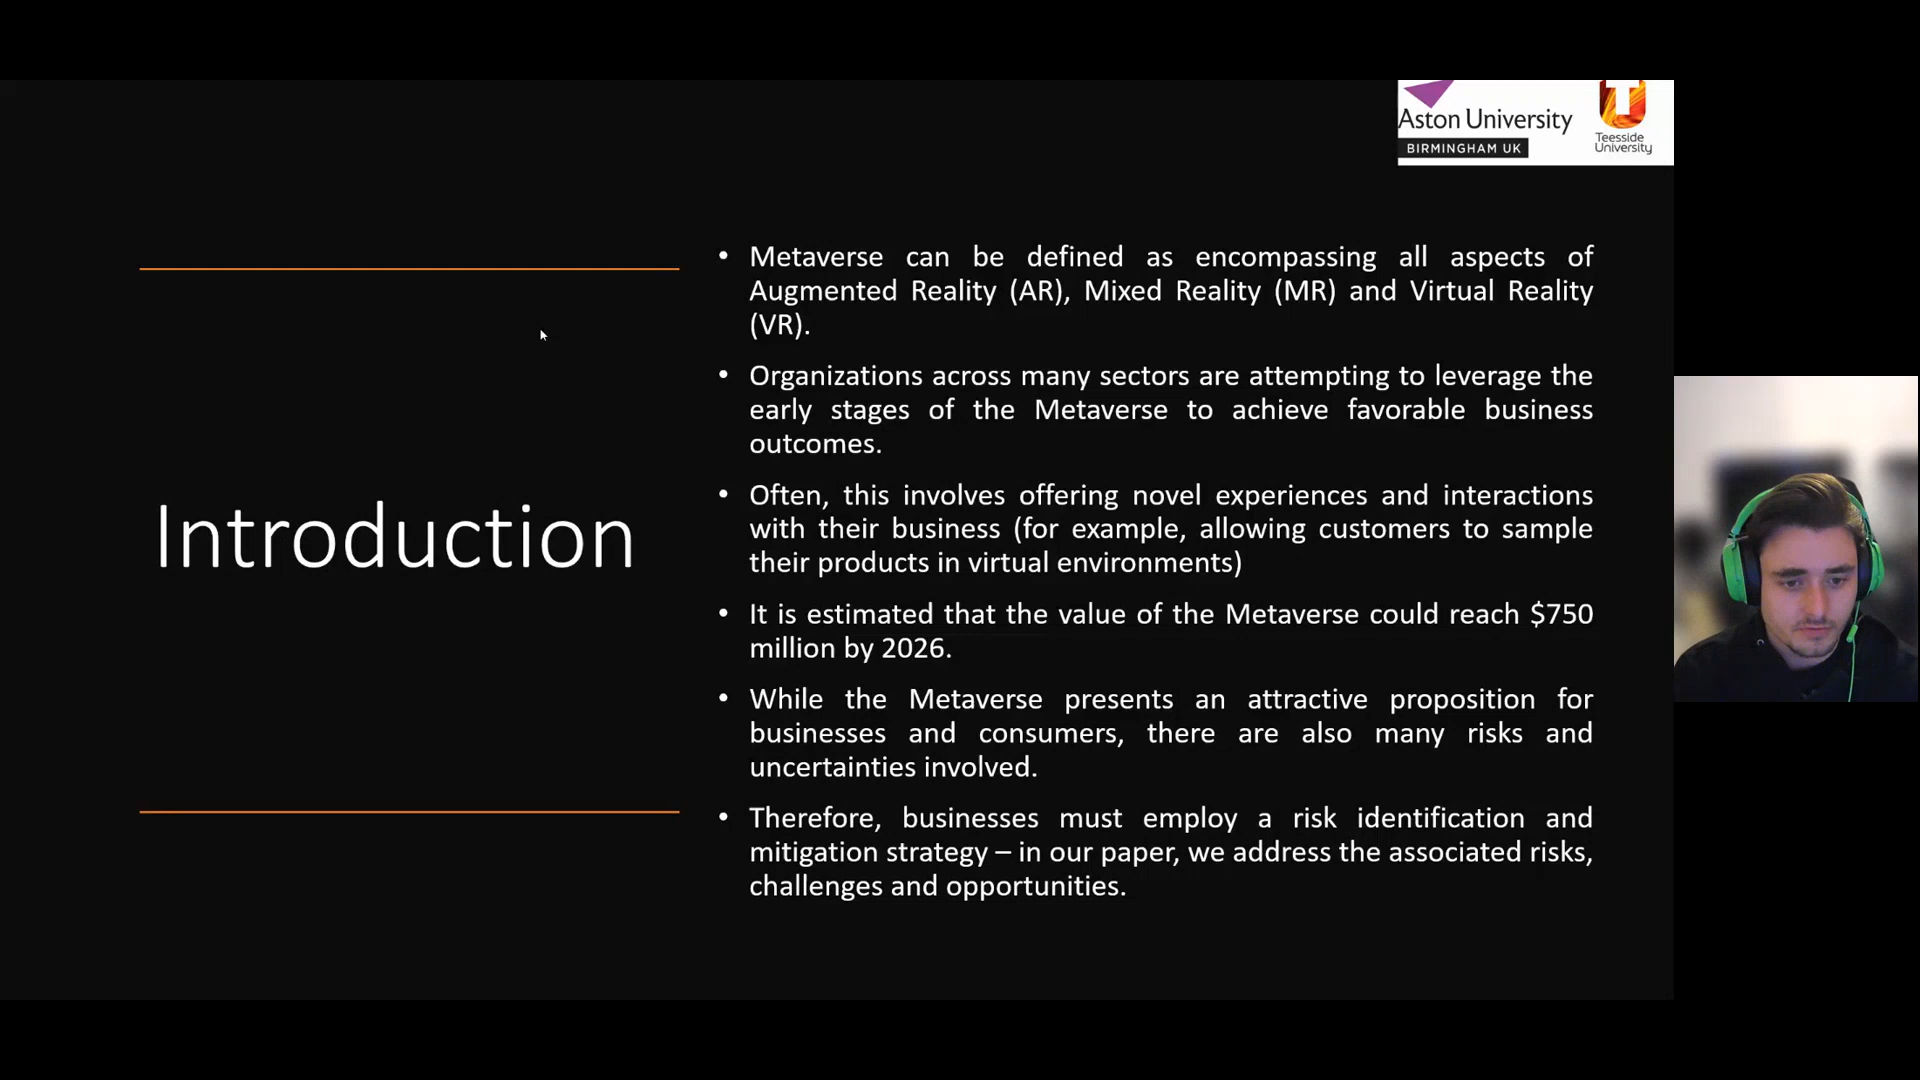 Aston University
BIRMINGHAM UK
Teesside
University
Introduction
• Metaverse can be defined as encompassing all aspects of
Augmented Reality (AR), Mixed Reality (MR) and Virtual Reality
(VR).
• Organizations across many sectors are attempting to leverage the
early stages of the Metaverse to achieve favorable business
outcomes.
• Often, this involves offering novel experiences and interactions
with their business (for example, allowing customers to sample
their products in virtual environments)
• It is estimated that the value of the Metaverse could reach $750
million by 2026.
• While the Metaverse presents an attractive proposition for
businesses and consumers, there are also many risks and
uncertainties involved.
• Therefore, businesses must employ a risk identification and
mitigation strategy – in our paper, we address the associated risks,
challenges and opportunities.